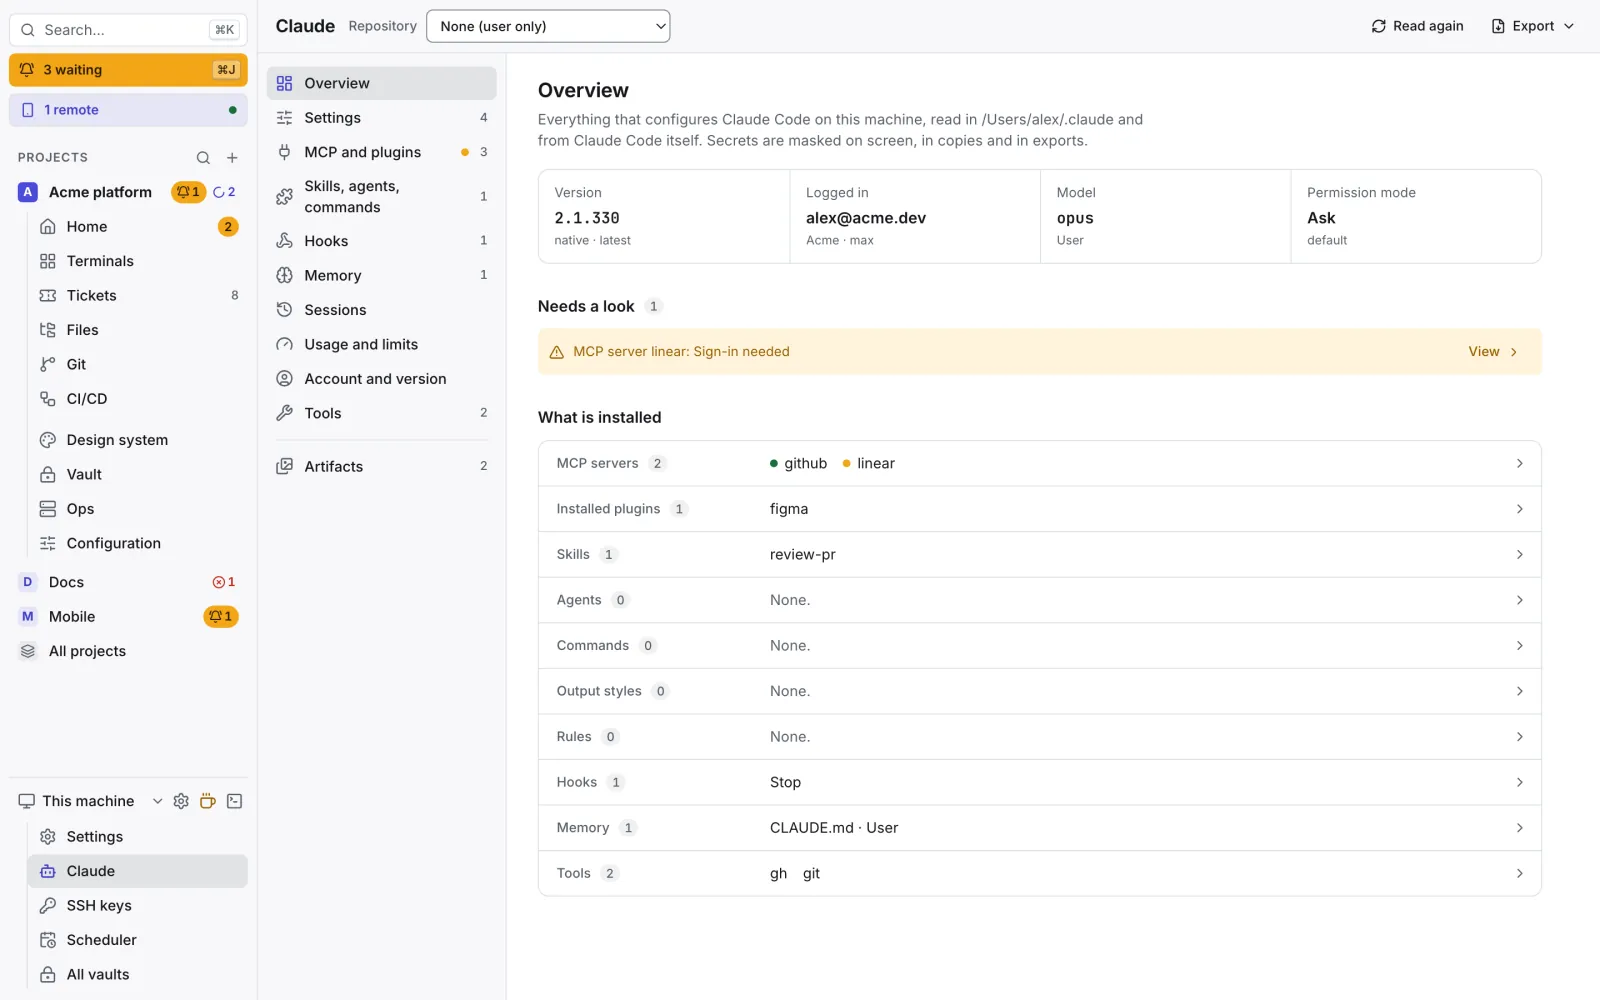 Search...
⌘K
3 waiting
⌘J
1 remote
PROJECTS
A
Acme platform
1
2
Home
2
Terminals
Tickets
8
Files
Git
CI/CD
Design system
Vault
Ops
Configuration
D
Docs
1
M
Mobile
1
All projects
This machine
Settings
Claude
SSH keys
Scheduler
All vaults
Claude
Repository
None (user only)
Read again
Export
Overview
Settings
4
MCP and plugins
3
Skills, agents,
commands
1
Hooks
1
Memory
1
Sessions
Usage and limits
Account and version
Tools
2
Artifacts
2
Overview
Everything that configures Claude Code on this machine, read in /Users/alex/.claude and
from Claude Code itself. Secrets are masked on screen, in copies and in exports.
Version
2.1.330
native · latest
Logged in
alex@acme.dev
Acme · max
Model
opus
User
Permission mode
Ask
default
Needs a look
1
MCP server linear: Sign-in needed
View
What is installed
MCP servers 2 github linear
Installed plugins 1 figma
Skills 1 review-pr
Agents 0 None.
Commands 0 None.
Output styles 0 None.
Rules 0 None.
Hooks 1 Stop
Memory 1 CLAUDE.md · User
Tools 2 gh git